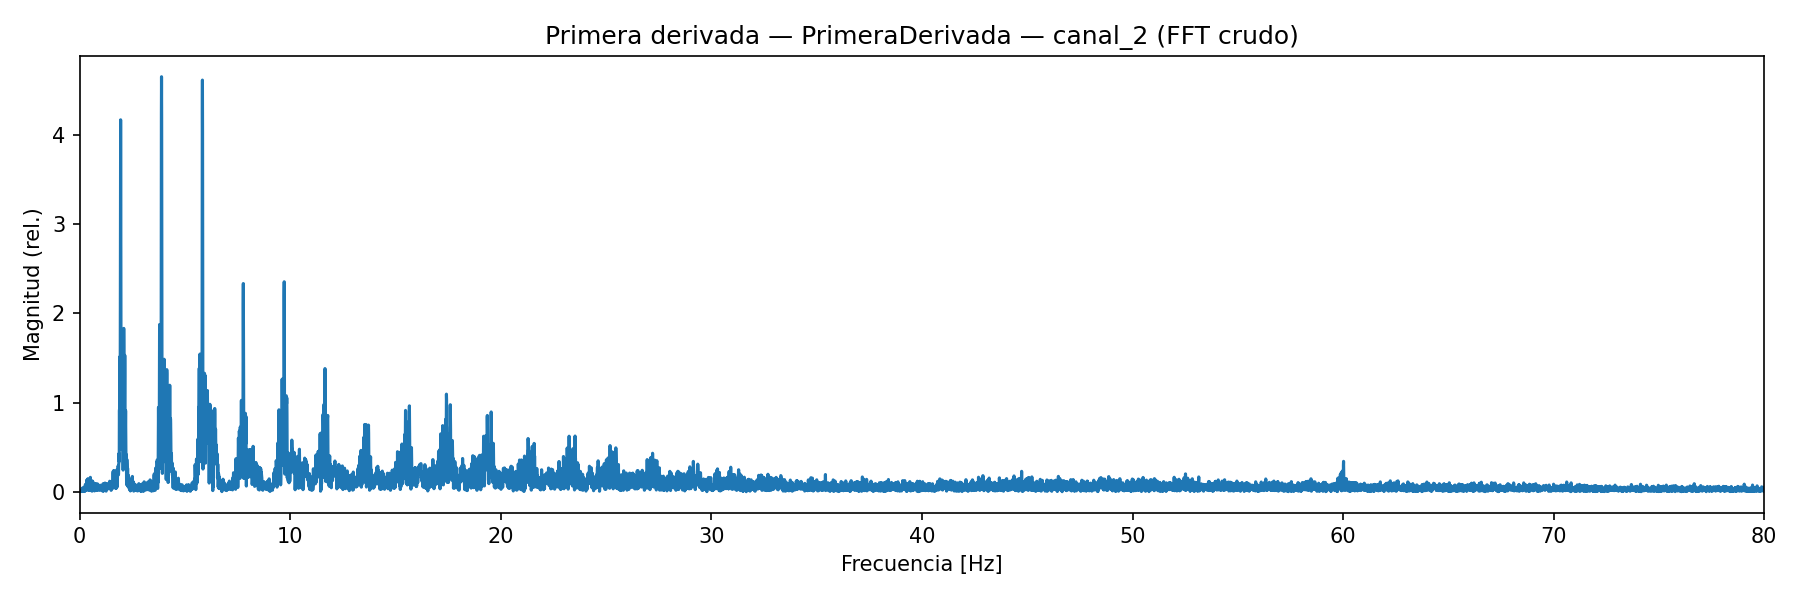 Primera derivada — PrimeraDerivada — canal_2 (FFT crudo)
Magnitud (rel.)
4
3
2
1
0
0 10 20 30 40 50 60 70 80
Frecuencia [Hz]